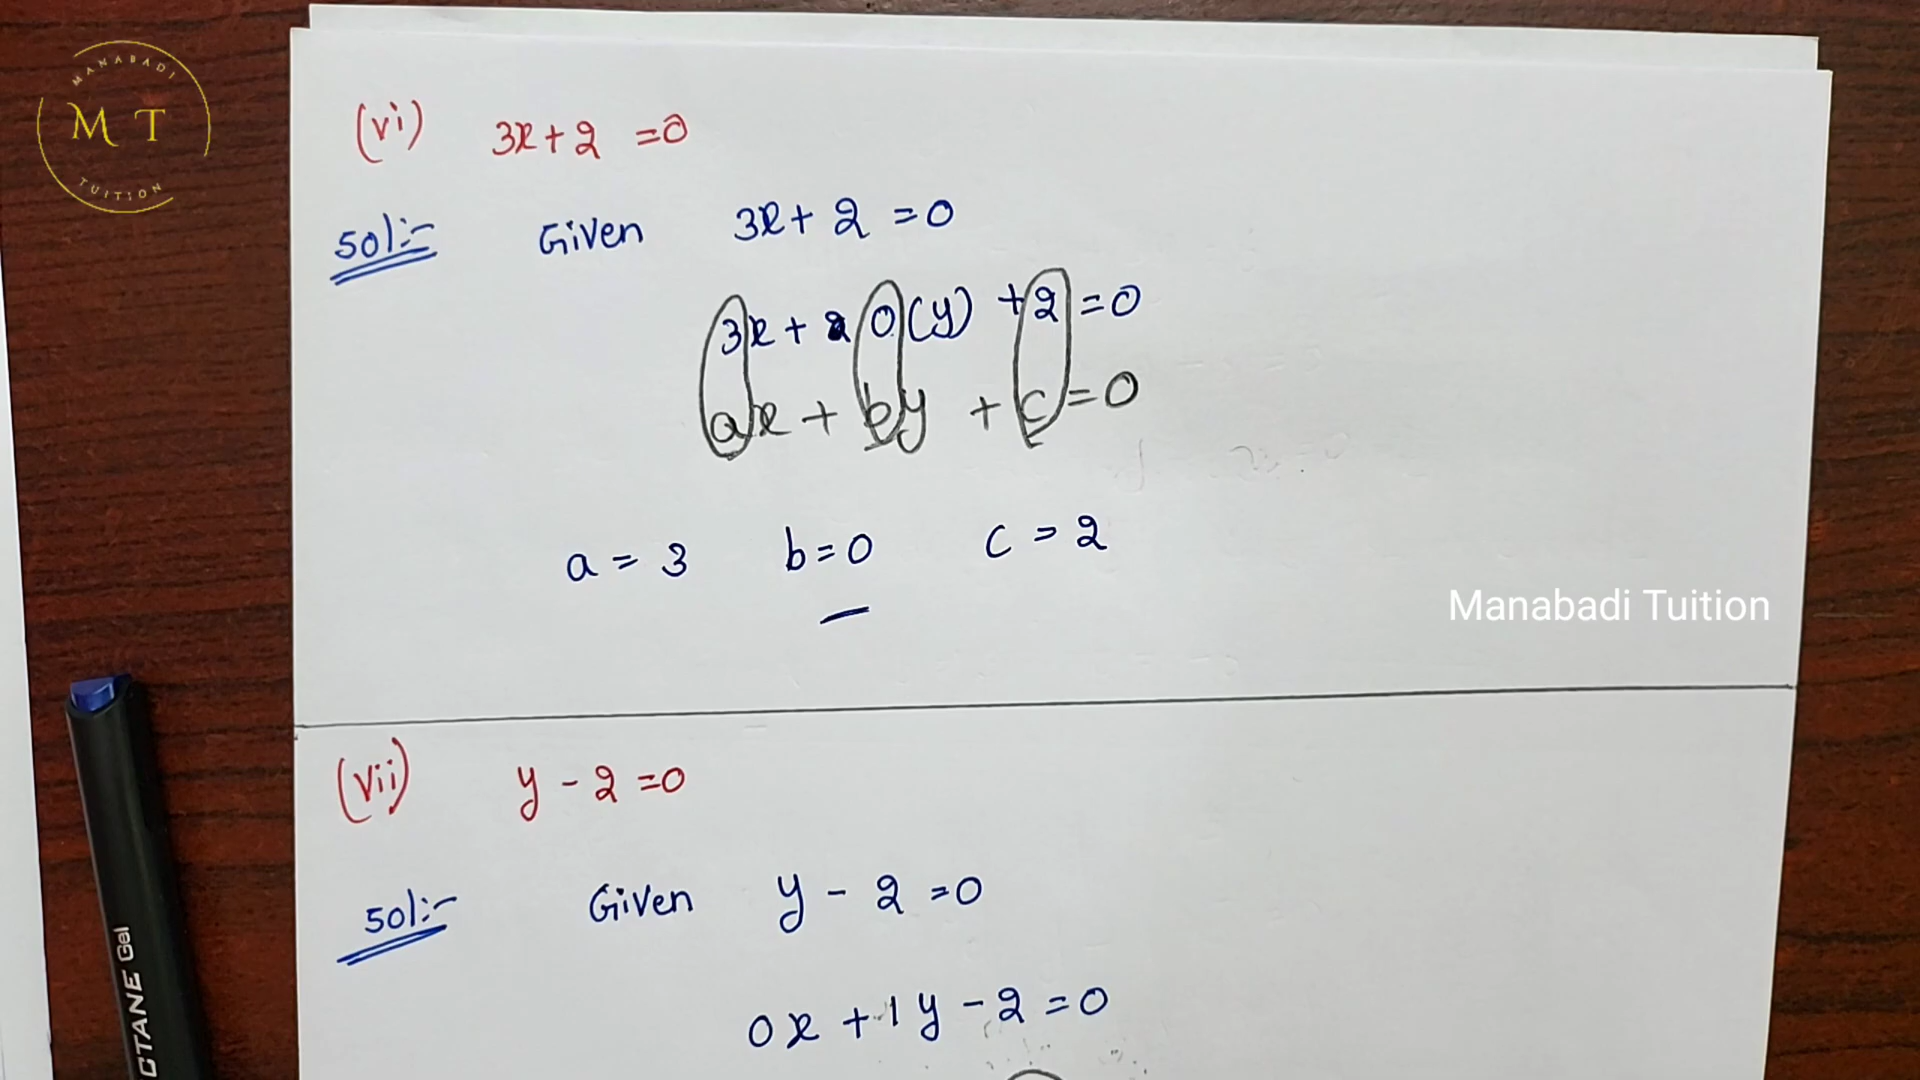 MANABADI
MT
TUITION
(vi) 3x+2 =0
Sol:- Given 3x+ 2 =0
3x + 0(y) +2 =0
ax + by + c =0
a = 3 b=0 c = 2
Manabadi Tuition
(vii) y - 2 =0
Sol:- Given y - 2 =0
0x +1y -2 =0
CTANE Gel